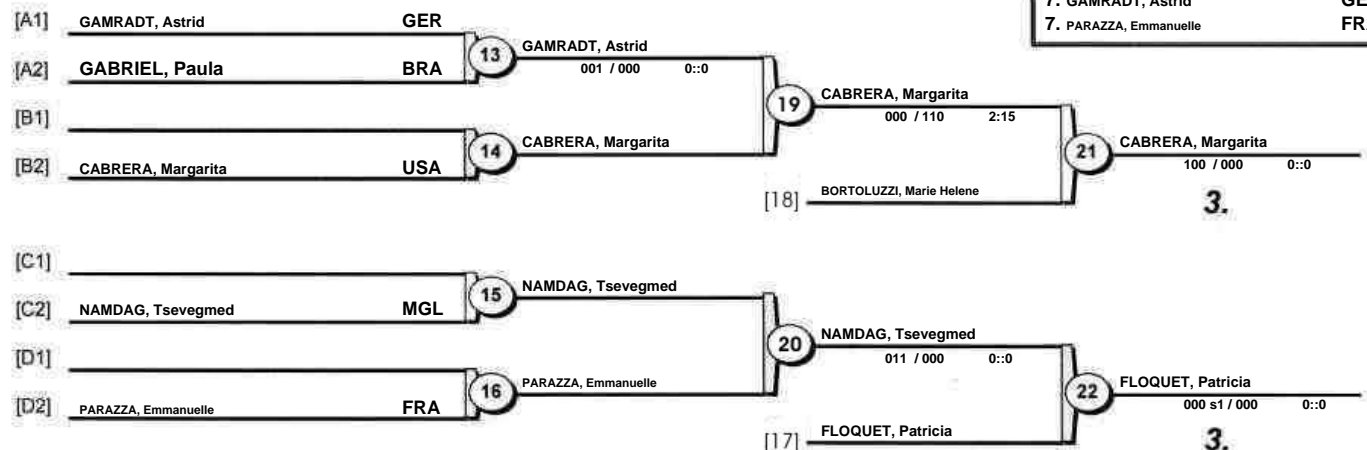 7. GAMRADT, Astrid
7. PARAZZA, Emmanuelle FRA
[A1] GAMRADT, Astrid GER
13 GAMRADT, Astrid
001 / 000 0::0
[A2] GABRIEL, Paula BRA
19 CABRERA, Margarita
000 / 110 2:15
[B1]
14 CABRERA, Margarita
[B2] CABRERA, Margarita USA
21 CABRERA, Margarita
100 / 000 0::0
[18] BORTOLUZZI, Marie Helene
3.
[C1]
15 NAMDAG, Tsevegmed
[C2] NAMDAG, Tsevegmed MGL
20 NAMDAG, Tsevegmed
011 / 000 0::0
[D1]
16 PARAZZA, Emmanuelle
[D2] PARAZZA, Emmanuelle FRA
22 FLOQUET, Patricia
000 s1 / 000 0::0
[17] FLOQUET, Patricia
3.